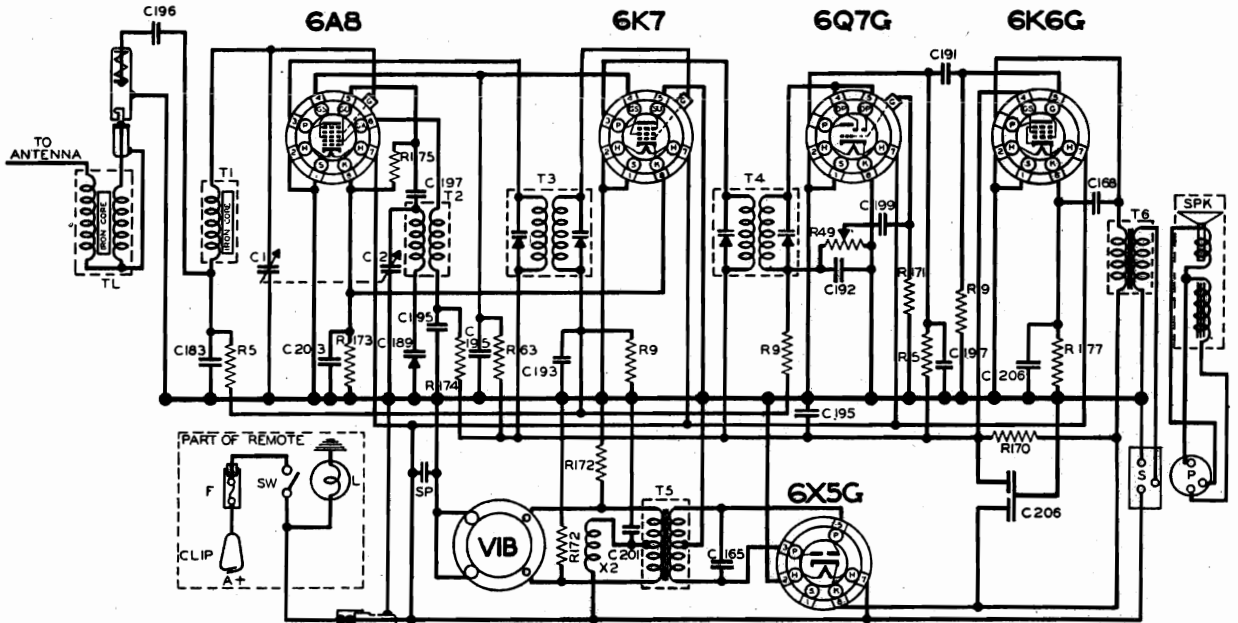 C196
6A8
6K7
6Q7G
6K6G
C191
TO
ANTENNA
IRON CORE
TL
T1
IRON CORE
C1
R175
C197
T2
C2
T3
T4
C199
R49
C192
R171
R19
C168
T6
SPK
C183
R5
C203
R173
C189
C195
R174
C195
R163
C193
R9
R9
R15
C197
C206
R177
C195
R170
PART OF REMOTE
F
SW
L
CLIP
A+
SP
VIB
R172
R172
X2
C201
T5
C165
6X5G
C206
S
P